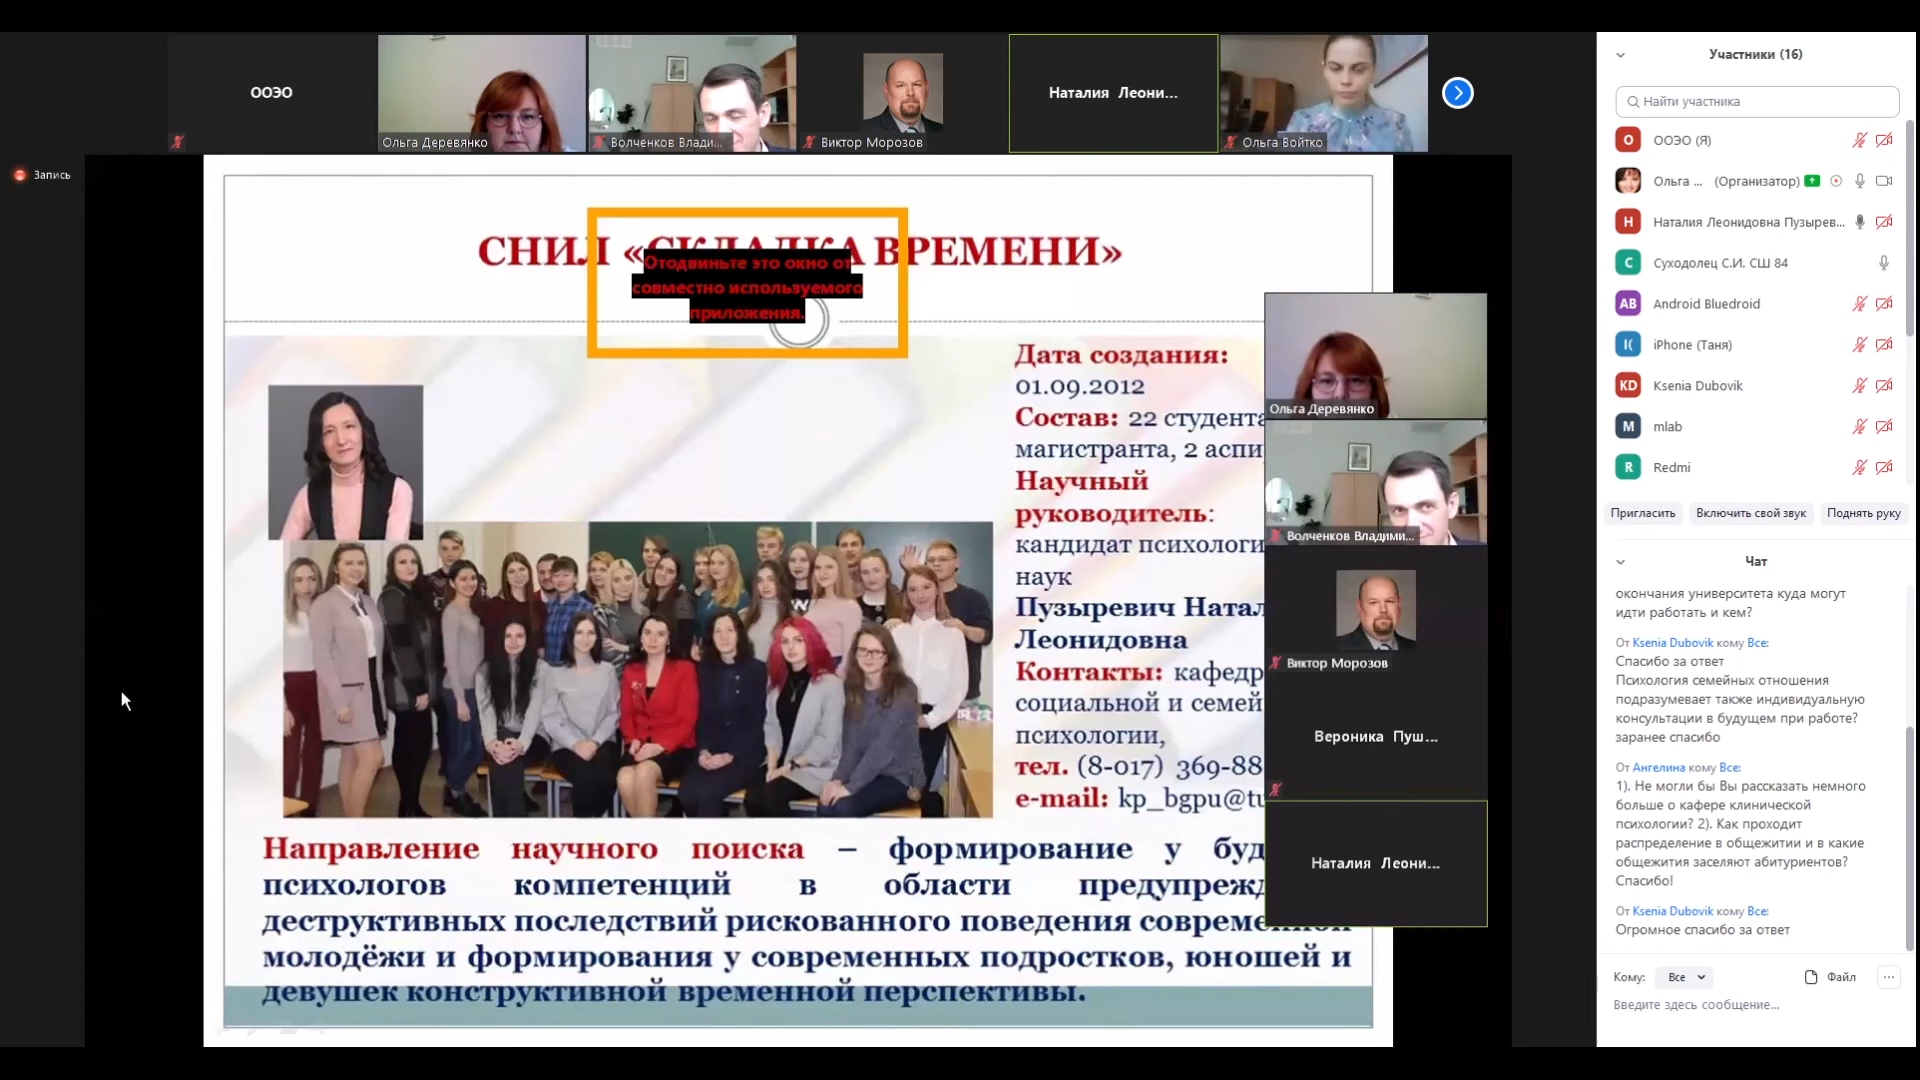 ООЭО
Ольга Деревянко
Волченков Влади...
Виктор Морозов
Наталия Леони...
Ольга Войтко
Запись
СНИЛ «СКЛАДКА ВРЕМЕНИ»
Отодвиньте это окно от
совместно используемого
приложения.
Дата создания:
01.09.2012
Состав: 22 студента
магистранта, 2 аспи
Научный
руководитель:
кандидат психологи
наук
Пузыревич Натал
Леонидовна
Контакты: кафедр
социальной и семей
психологии,
тел. (8-017) 369-88
e-mail: kp_bgpu@tu
Направление научного поиска – формирование у буд
психологов компетенций в области предупрежд
деструктивных последствий рискованного поведения современной
молодёжи и формирования у современных подростков, юношей и
девушек конструктивной временной перспективы.
Ольга Деревянко
Волченков Владими...
Виктор Морозов
Вероника Пуш...
Наталия Леони...
Участники (16)
Найти участника
О ООЭО (Я)
Ольга ... (Организатор)
Н Наталия Леонидовна Пузырев...
С Суходолец С.И. СШ 84
AB Android Bluedroid
I( iPhone (Таня)
KD Ksenia Dubovik
M mlab
R Redmi
Пригласить Включить свой звук Поднять руку
Чат
окончания университета куда могут
идти работать и кем?
От Ksenia Dubovik кому Все:
Спасибо за ответ
Психология семейных отношения
подразумевает также индивидуальную
консультации в будущем при работе?
заранее спасибо
От Ангелина кому Все:
1). Не могли бы Вы рассказать немного
больше о кафере клинической
психологии? 2). Как проходит
распределение в общежитии и в какие
общежития заселяют абитуриентов?
Спасибо!
От Ksenia Dubovik кому Все:
Огромное спасибо за ответ
Кому: Все Файл ...
Введите здесь сообщение...